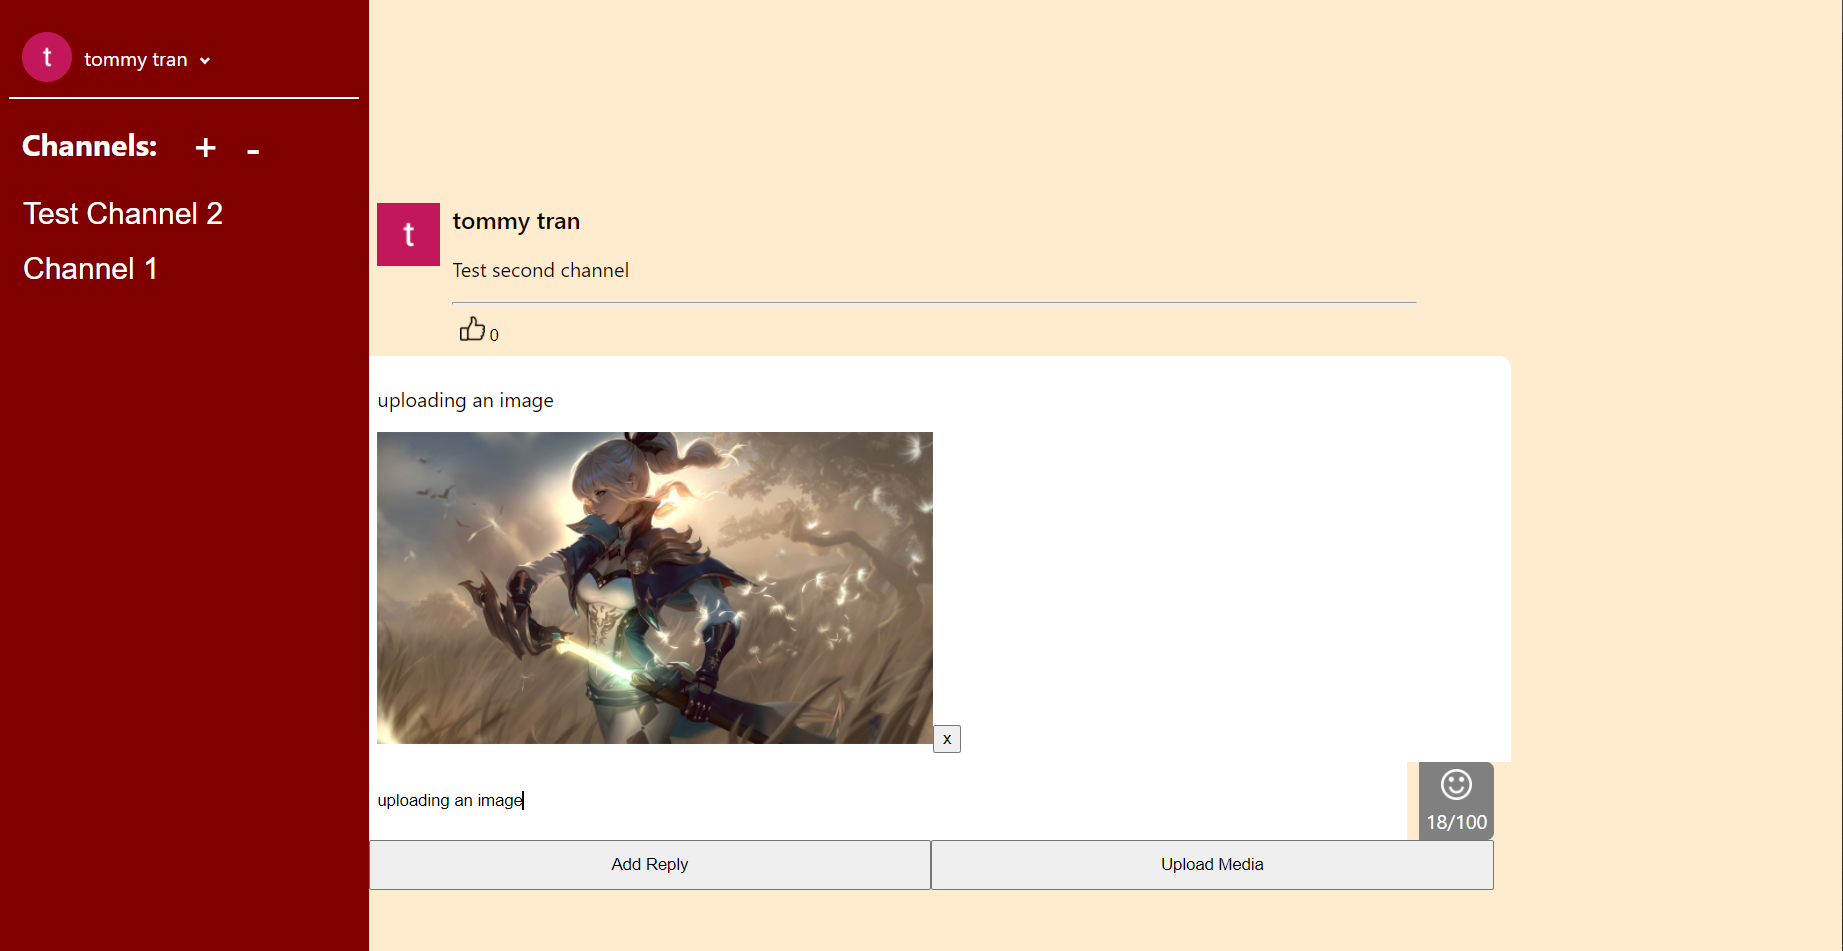 t
tommy tran
Channels: + -
Test Channel 2
Channel 1
t
tommy tran
Test second channel
0
uploading an image
x
uploading an image
18/100
Add Reply
Upload Media